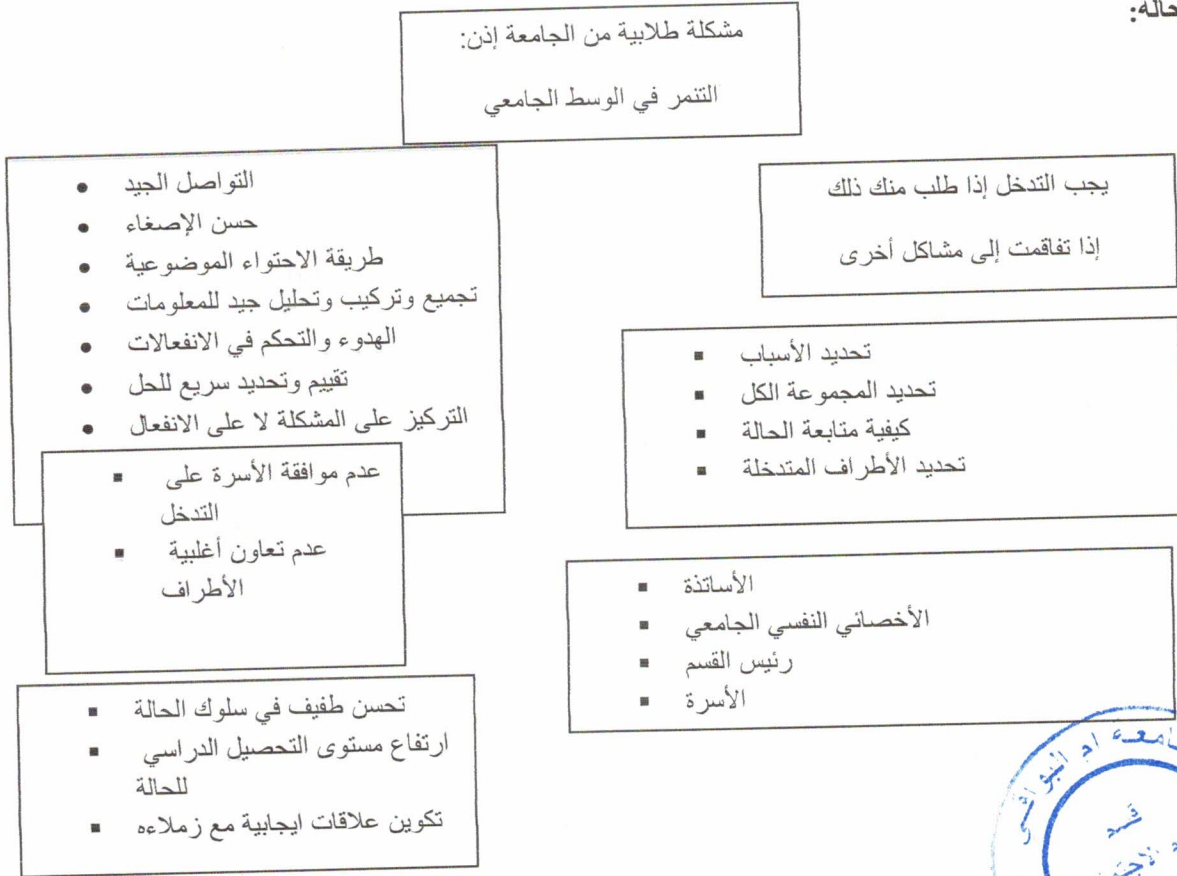 حالة:
مشكلة طلابية من الجامعة إذن:
التنمر في الوسط الجامعي
يجب التدخل إذا طلب منك ذلك
إذا تفاقمت إلى مشاكل أخرى
• التواصل الجيد
• حسن الإصغاء
• طريقة الاحتواء الموضوعية
• تجميع وتركيب وتحليل جيد للمعلومات
• الهدوء والتحكم في الانفعالات
• تقييم وتحديد سريع للحل
• التركيز على المشكلة لا على الانفعال
▪ تحديد الأسباب
▪ تحديد المجموعة الكل
▪ كيفية متابعة الحالة
▪ تحديد الأطراف المتدخلة
▪ عدم موافقة الأسرة على
التدخل
▪ عدم تعاون أغلبية
الأطراف
▪ الأساتذة
▪ الأخصائي النفسي الجامعي
▪ رئيس القسم
▪ الأسرة
▪ تحسن طفيف في سلوك الحالة
▪ ارتفاع مستوى التحصيل الدراسي
للحالة
▪ تكوين علاقات ايجابية مع زملاءه
ام البواقي